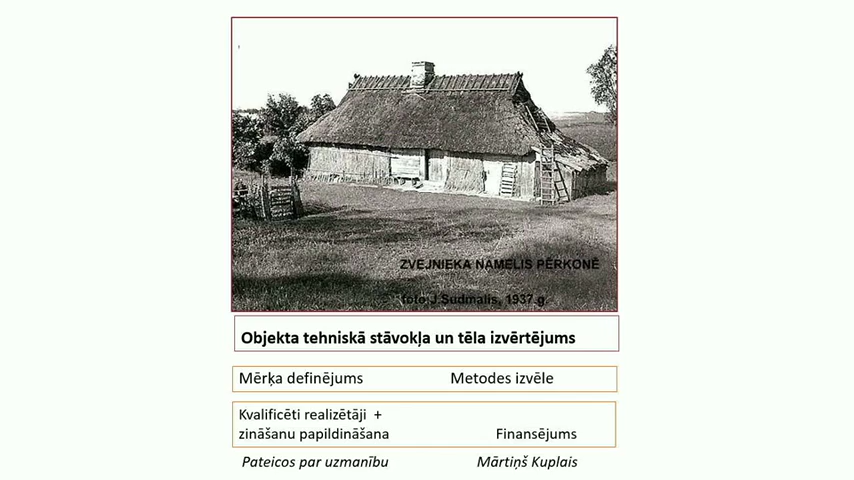 ZVEJNIEKA NAMELIS PĒRKONĒ
foto J Sudmalis, 1937.g.
Objekta tehniskā stāvokļa un tēla izvērtējums
Mērķa definējums Metodes izvēle
Kvalificēti realizētāji +
zināšanu papildināšana Finansējums
Pateicos par uzmanību Mārtiņš Kuplais